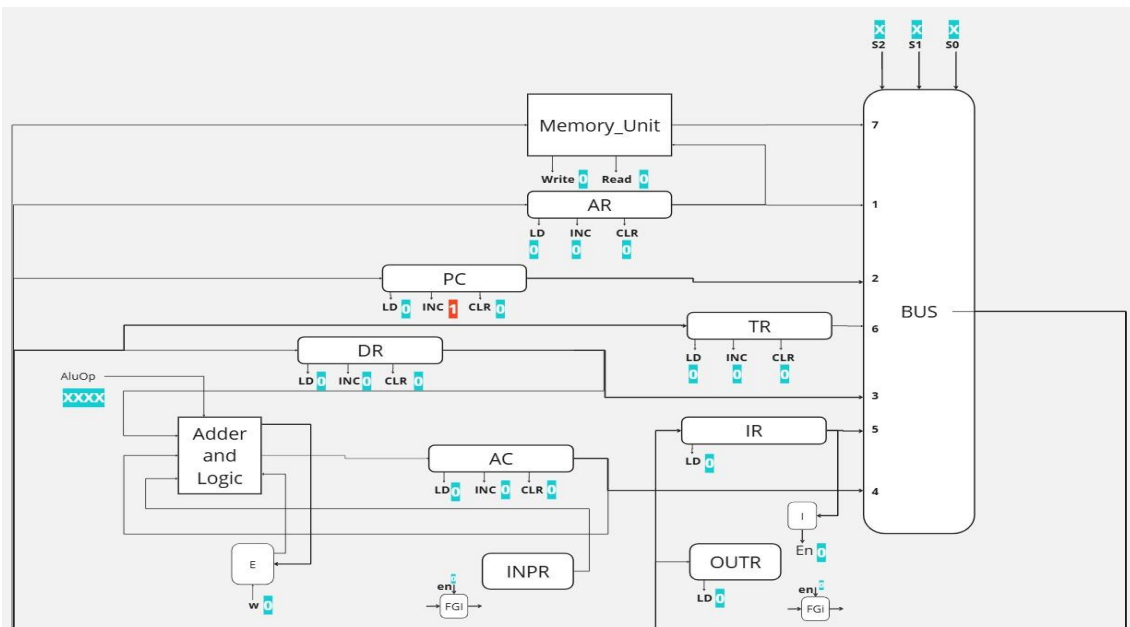 X X X
S2 S1 S0
Memory_Unit
7
Write 0 Read 0
AR
1
LD INC CLR
0 0 0
PC
2
LD 0 INC 1 CLR 0
BUS
TR
6
DR
LD INC CLR
0 0 0
LD 0 INC 0 CLR 0
AluOp
XXXX
3
Adder
and
Logic
IR
5
AC
LD 0
LD 0 INC 0 CLR 0
4
I
En 0
E
INPR
OUTR
en
en
w 0
FGI
LD 0
FGi